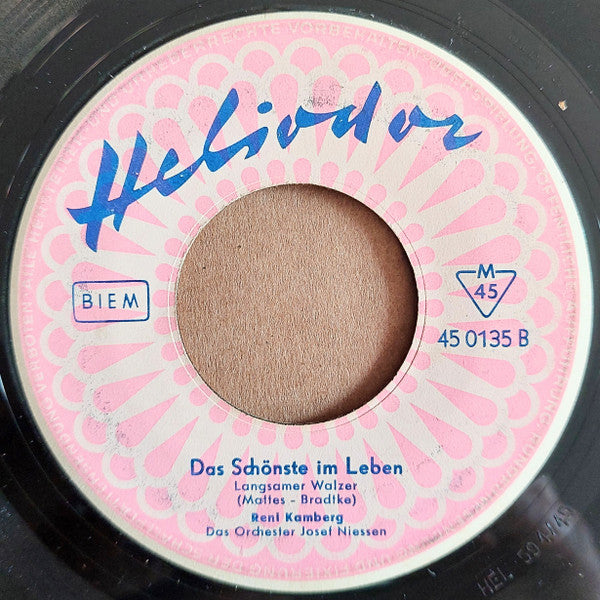 Heliodor
BIEM
M
45
45 0135 B
Das Schönste im Leben
Langsamer Walzer
(Mattes - Bradtke)
Reni Kamberg
Das Orchester Josef Niessen